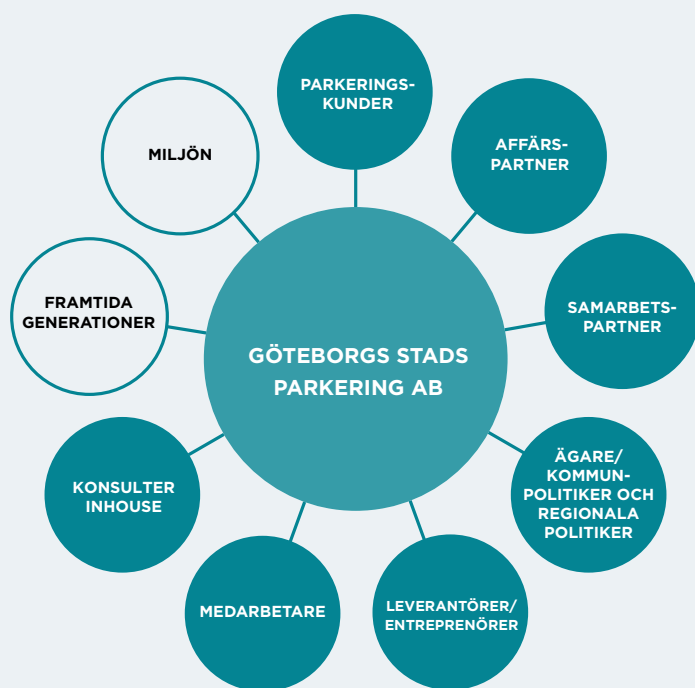 PARKERINGS-
KUNDER
AFFÄRS-
PARTNER
SAMARBETS-
PARTNER
ÄGARE/
KOMMUN-
POLITIKER OCH
REGIONALA
POLITIKER
LEVERANTÖRER/
ENTREPRENÖRER
MEDARBETARE
KONSULTER
INHOUSE
FRAMTIDA
GENERATIONER
MILJÖN
GÖTEBORGS STADS
PARKERING AB